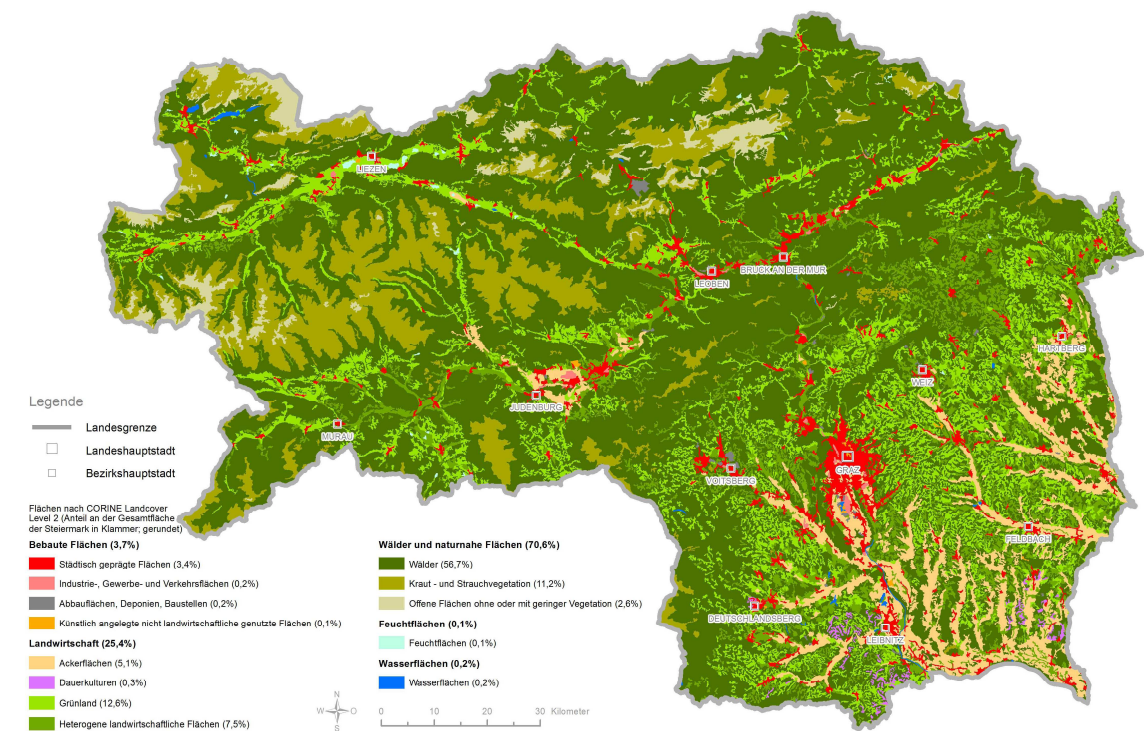 LIEZEN
BRUCK AN DER MUR
LEOBEN
HARTBERG
WEIZ
JUDENBURG
MURAU
GRAZ
VOITSBERG
FELDBACH
DEUTSCHLANDSBERG
LEIBNITZ
Legende
Landesgrenze
Landeshauptstadt
Bezirkshauptstadt
Flächen nach CORINE Landcover
Level 2 (Anteil an der Gesamtfläche
der Steiermark in Klammer; gerundet)
Bebaute Flächen (3,7%)
Städtisch geprägte Flächen (3,4%)
Industrie-, Gewerbe- und Verkehrsflächen (0,2%)
Abbauflächen, Deponien, Baustellen (0,2%)
Künstlich angelegte nicht landwirtschaftliche genutzte Flächen (0,1%)
Landwirtschaft (25,4%)
Ackerflächen (5,1%)
Dauerkulturen (0,3%)
Grünland (12,6%)
Heterogene landwirtschaftliche Flächen (7,5%)
Wälder und naturnahe Flächen (70,6%)
Wälder (56,7%)
Kraut - und Strauchvegetation (11,2%)
Offene Flächen ohne oder mit geringer Vegetation (2,6%)
Feuchtflächen (0,1%)
Feuchtflächen (0,1%)
Wasserflächen (0,2%)
Wasserflächen (0,2%)
N
W O
S
0 10 20 30 Kilometer